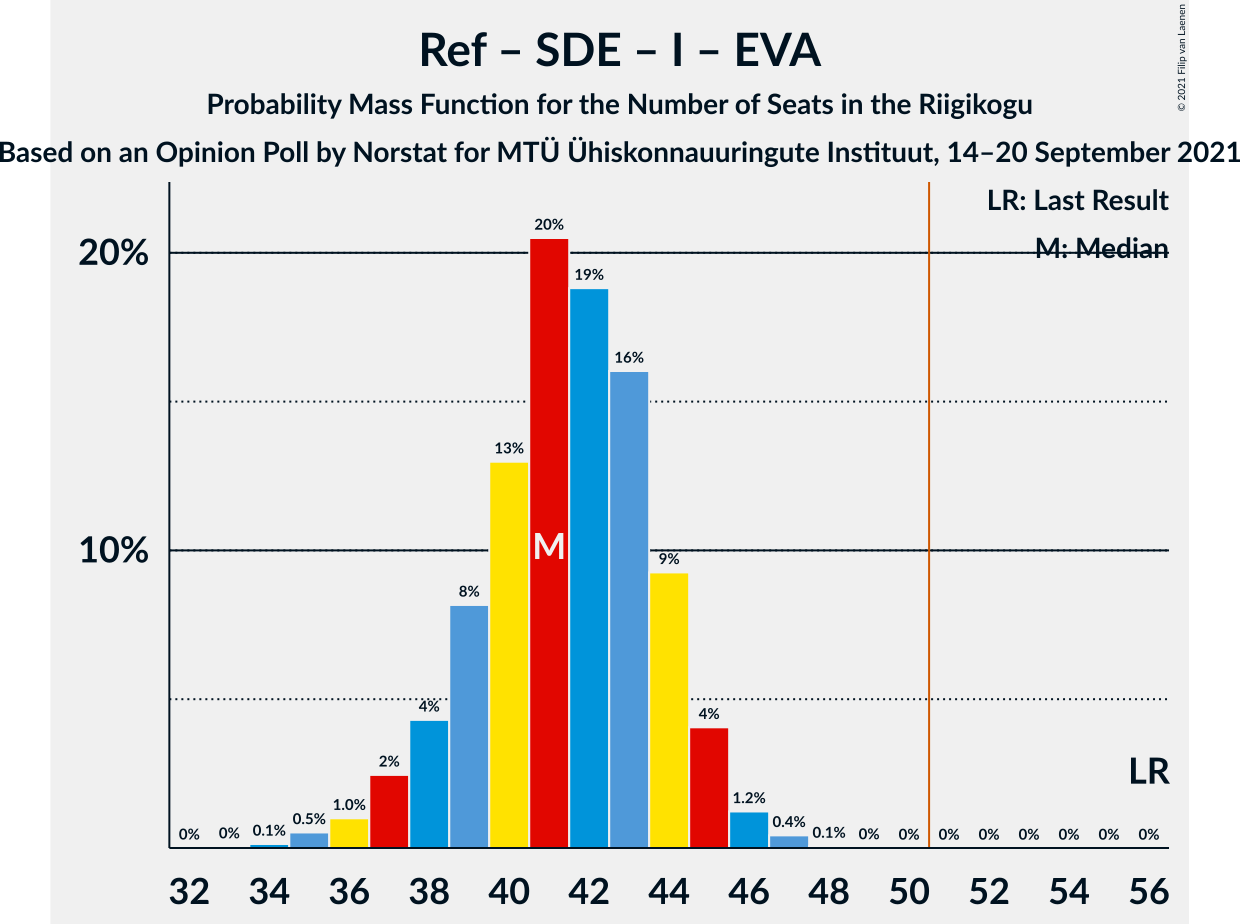 Ref – SDE – I – EVA
Probability Mass Function for the Number of Seats in the Riigikogu
Based on an Opinion Poll by Norstat for MTÜ Ühiskonnauuringute Instituut, 14–20 September 2021
© 2021 Filip van Laenen
LR: Last Result
M: Median
20%
10%
0% 0% 0.1% 0.5% 1.0% 2% 4% 8% 13% 20% 19% 16% 9% 4% 1.2% 0.4% 0.1% 0% 0% 0% 0% 0% 0% 0% 0%
M
LR
32 34 36 38 40 42 44 46 48 50 52 54 56